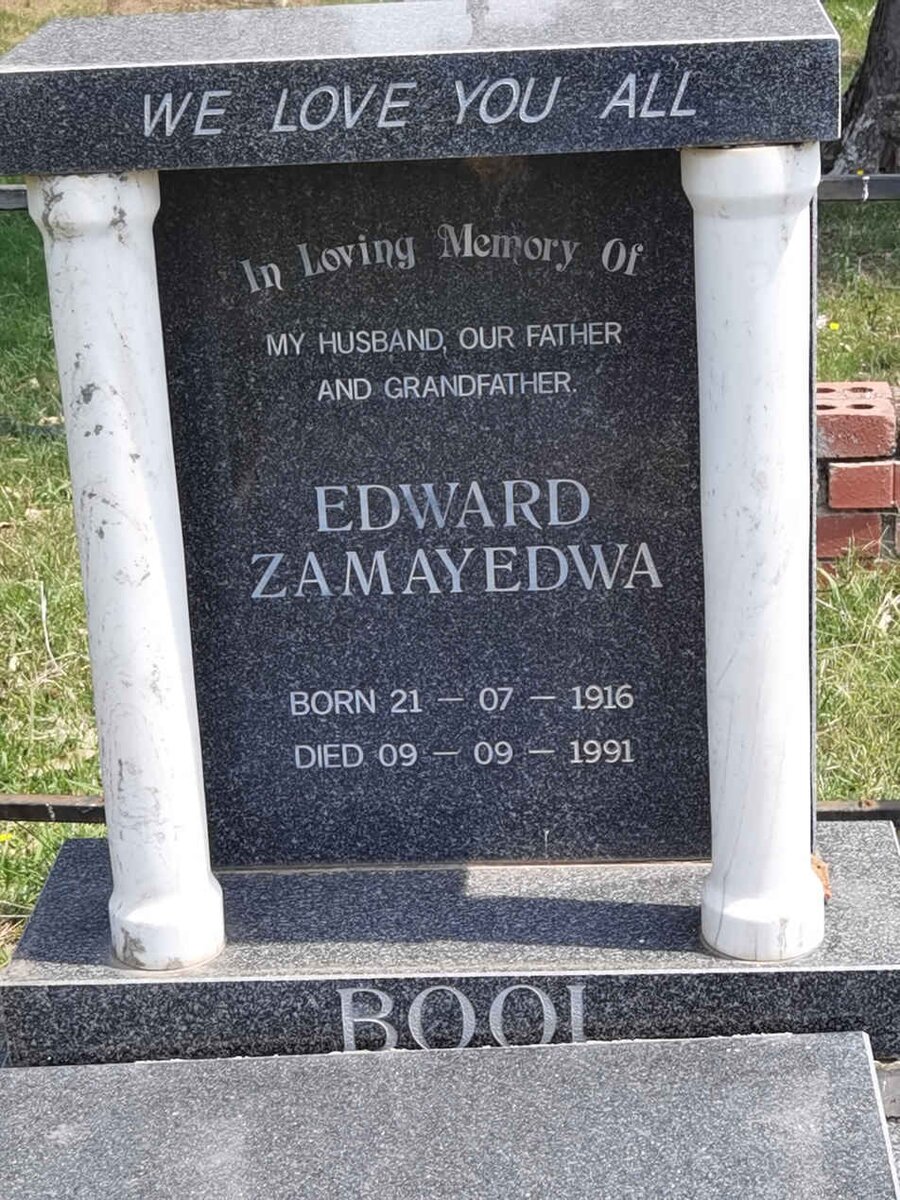 WE LOVE YOU ALL
In Loving Memory Of
MY HUSBAND, OUR FATHER
AND GRANDFATHER.
EDWARD
ZAMAYEDWA
BORN 21 — 07 — 1916
DIED 09 — 09 — 1991